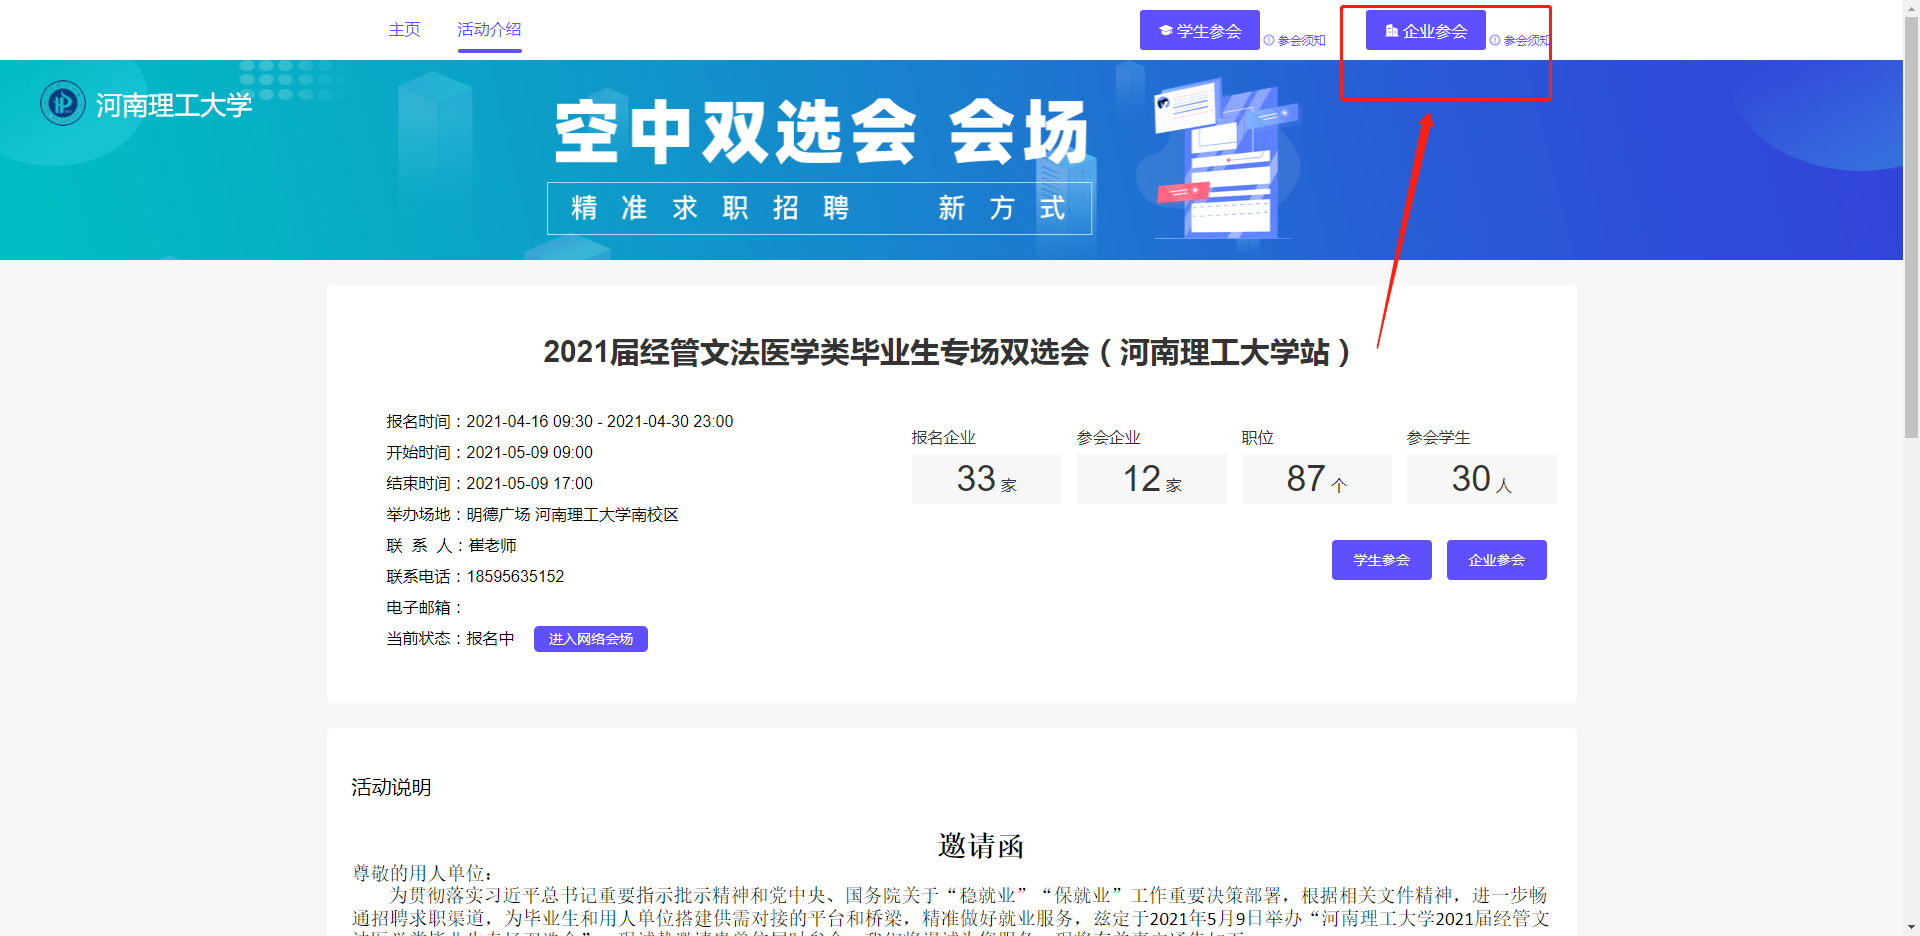 主页 活动介绍 学生参会 参会须知 企业参会 参会须知
河南理工大学
空中双选会 会场
精准求职招聘 新方式
2021届经管文法医学类毕业生专场双选会（河南理工大学站）
报名时间：2021-04-16 09:30 - 2021-04-30 23:00
开始时间：2021-05-09 09:00
结束时间：2021-05-09 17:00
举办场地：明德广场 河南理工大学南校区
联 系 人：崔老师
联系电话：18595635152
电子邮箱：
当前状态：报名中 进入网络会场
报名企业 参会企业 职位 参会学生
33 家 12 家 87 个 30 人
学生参会 企业参会
活动说明
邀请函
尊敬的用人单位：
为贯彻落实习近平总书记重要指示批示精神和党中央、国务院关于“稳就业”“保就业”工作重要决策部署，根据相关文件精神，进一步畅
通招聘求职渠道，为毕业生和用人单位搭建供需对接的平台和桥梁，精准做好就业服务，兹定于2021年5月9日举办“河南理工大学2021届经管文